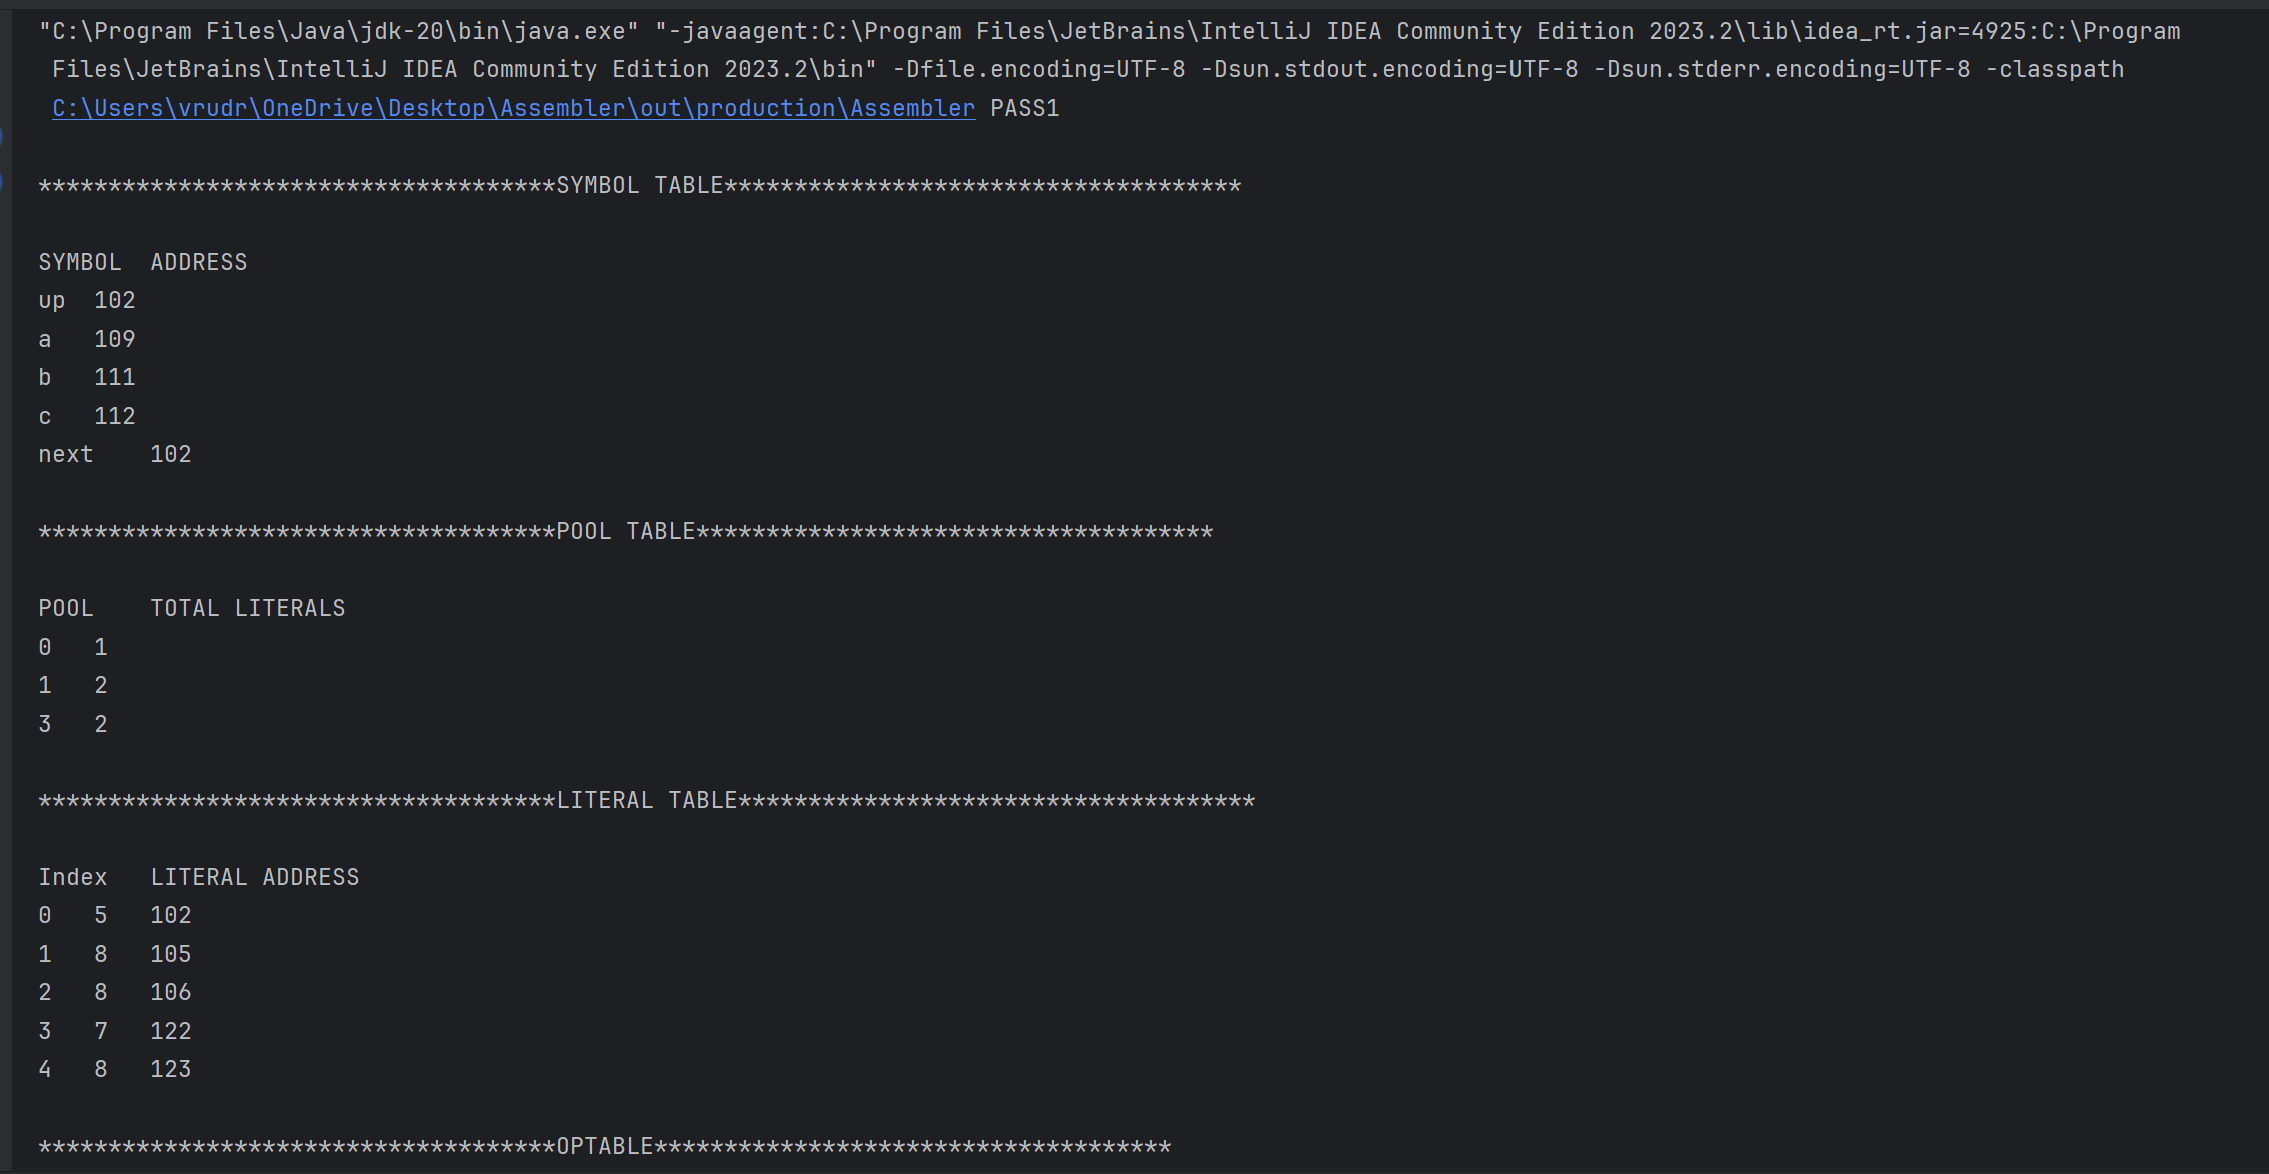 "C:\Program Files\Java\jdk-20\bin\java.exe" "-javaagent:C:\Program Files\JetBrains\IntelliJ IDEA Community Edition 2023.2\lib\idea_rt.jar=4925:C:\Program
Files\JetBrains\IntelliJ IDEA Community Edition 2023.2\bin" -Dfile.encoding=UTF-8 -Dsun.stdout.encoding=UTF-8 -Dsun.stderr.encoding=UTF-8 -classpath
C:\Users\vrudr\OneDrive\Desktop\Assembler\out\production\Assembler PASS1
*************************************SYMBOL TABLE*************************************
SYMBOL  ADDRESS
up  102
a   109
b   111
c   112
next    102
*************************************POOL TABLE*************************************
POOL    TOTAL LITERALS
0   1
1   2
3   2
*************************************LITERAL TABLE*************************************
Index   LITERAL ADDRESS
0   5   102
1   8   105
2   8   106
3   7   122
4   8   123
*************************************OPTABLE*************************************